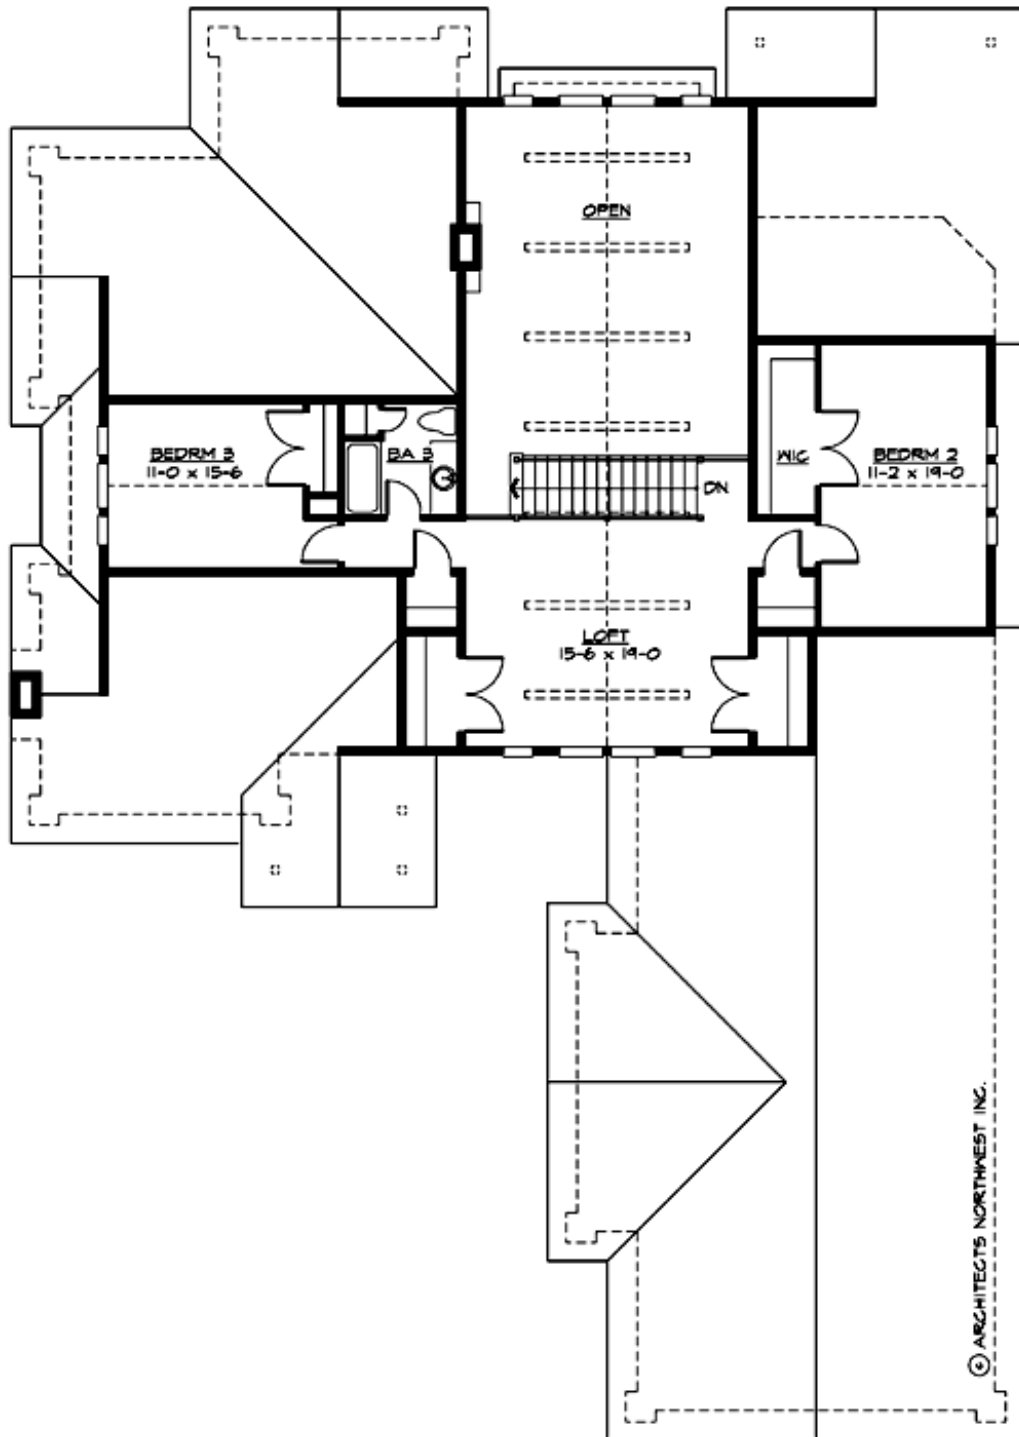 OPEN
BEDRM 3
11-0 x 15-6
BA 3
WIC
BEDRM 2
11-2 x 19-0
DN
LOFT
15-6 x 19-0
© ARCHITECTS NORTHWEST INC.